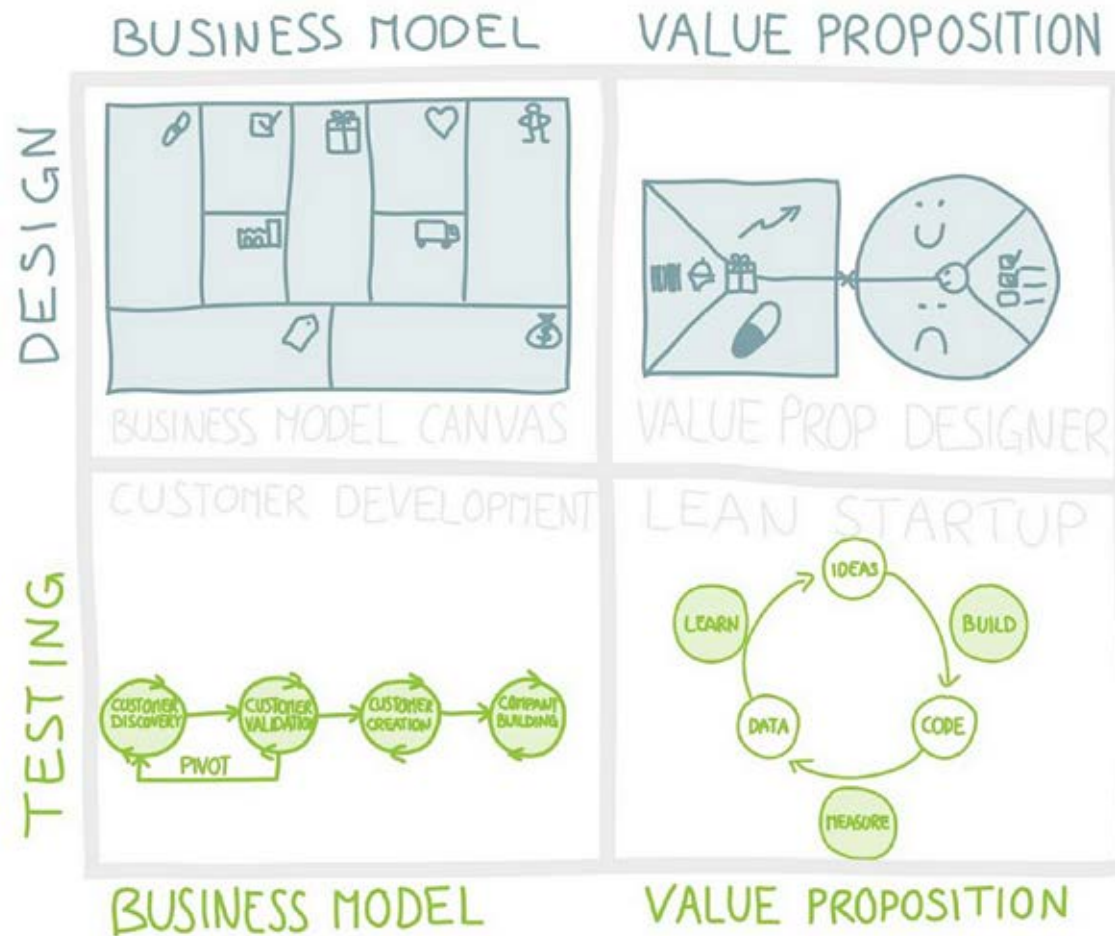 BUSINESS MODEL
VALUE PROPOSITION
DESIGN
$
BUSINESS MODEL CANVAS
VALUE PROP DESIGNER
TESTING
CUSTOMER DEVELOPMENT
CUSTOMER
DISCOVERY
CUSTOMER
VALIDATION
CUSTOMER
CREATION
COMPANY
BUILDING
PIVOT
LEAN STARTUP
IDEAS
LEARN
BUILD
DATA
CODE
MEASURE
BUSINESS MODEL
VALUE PROPOSITION